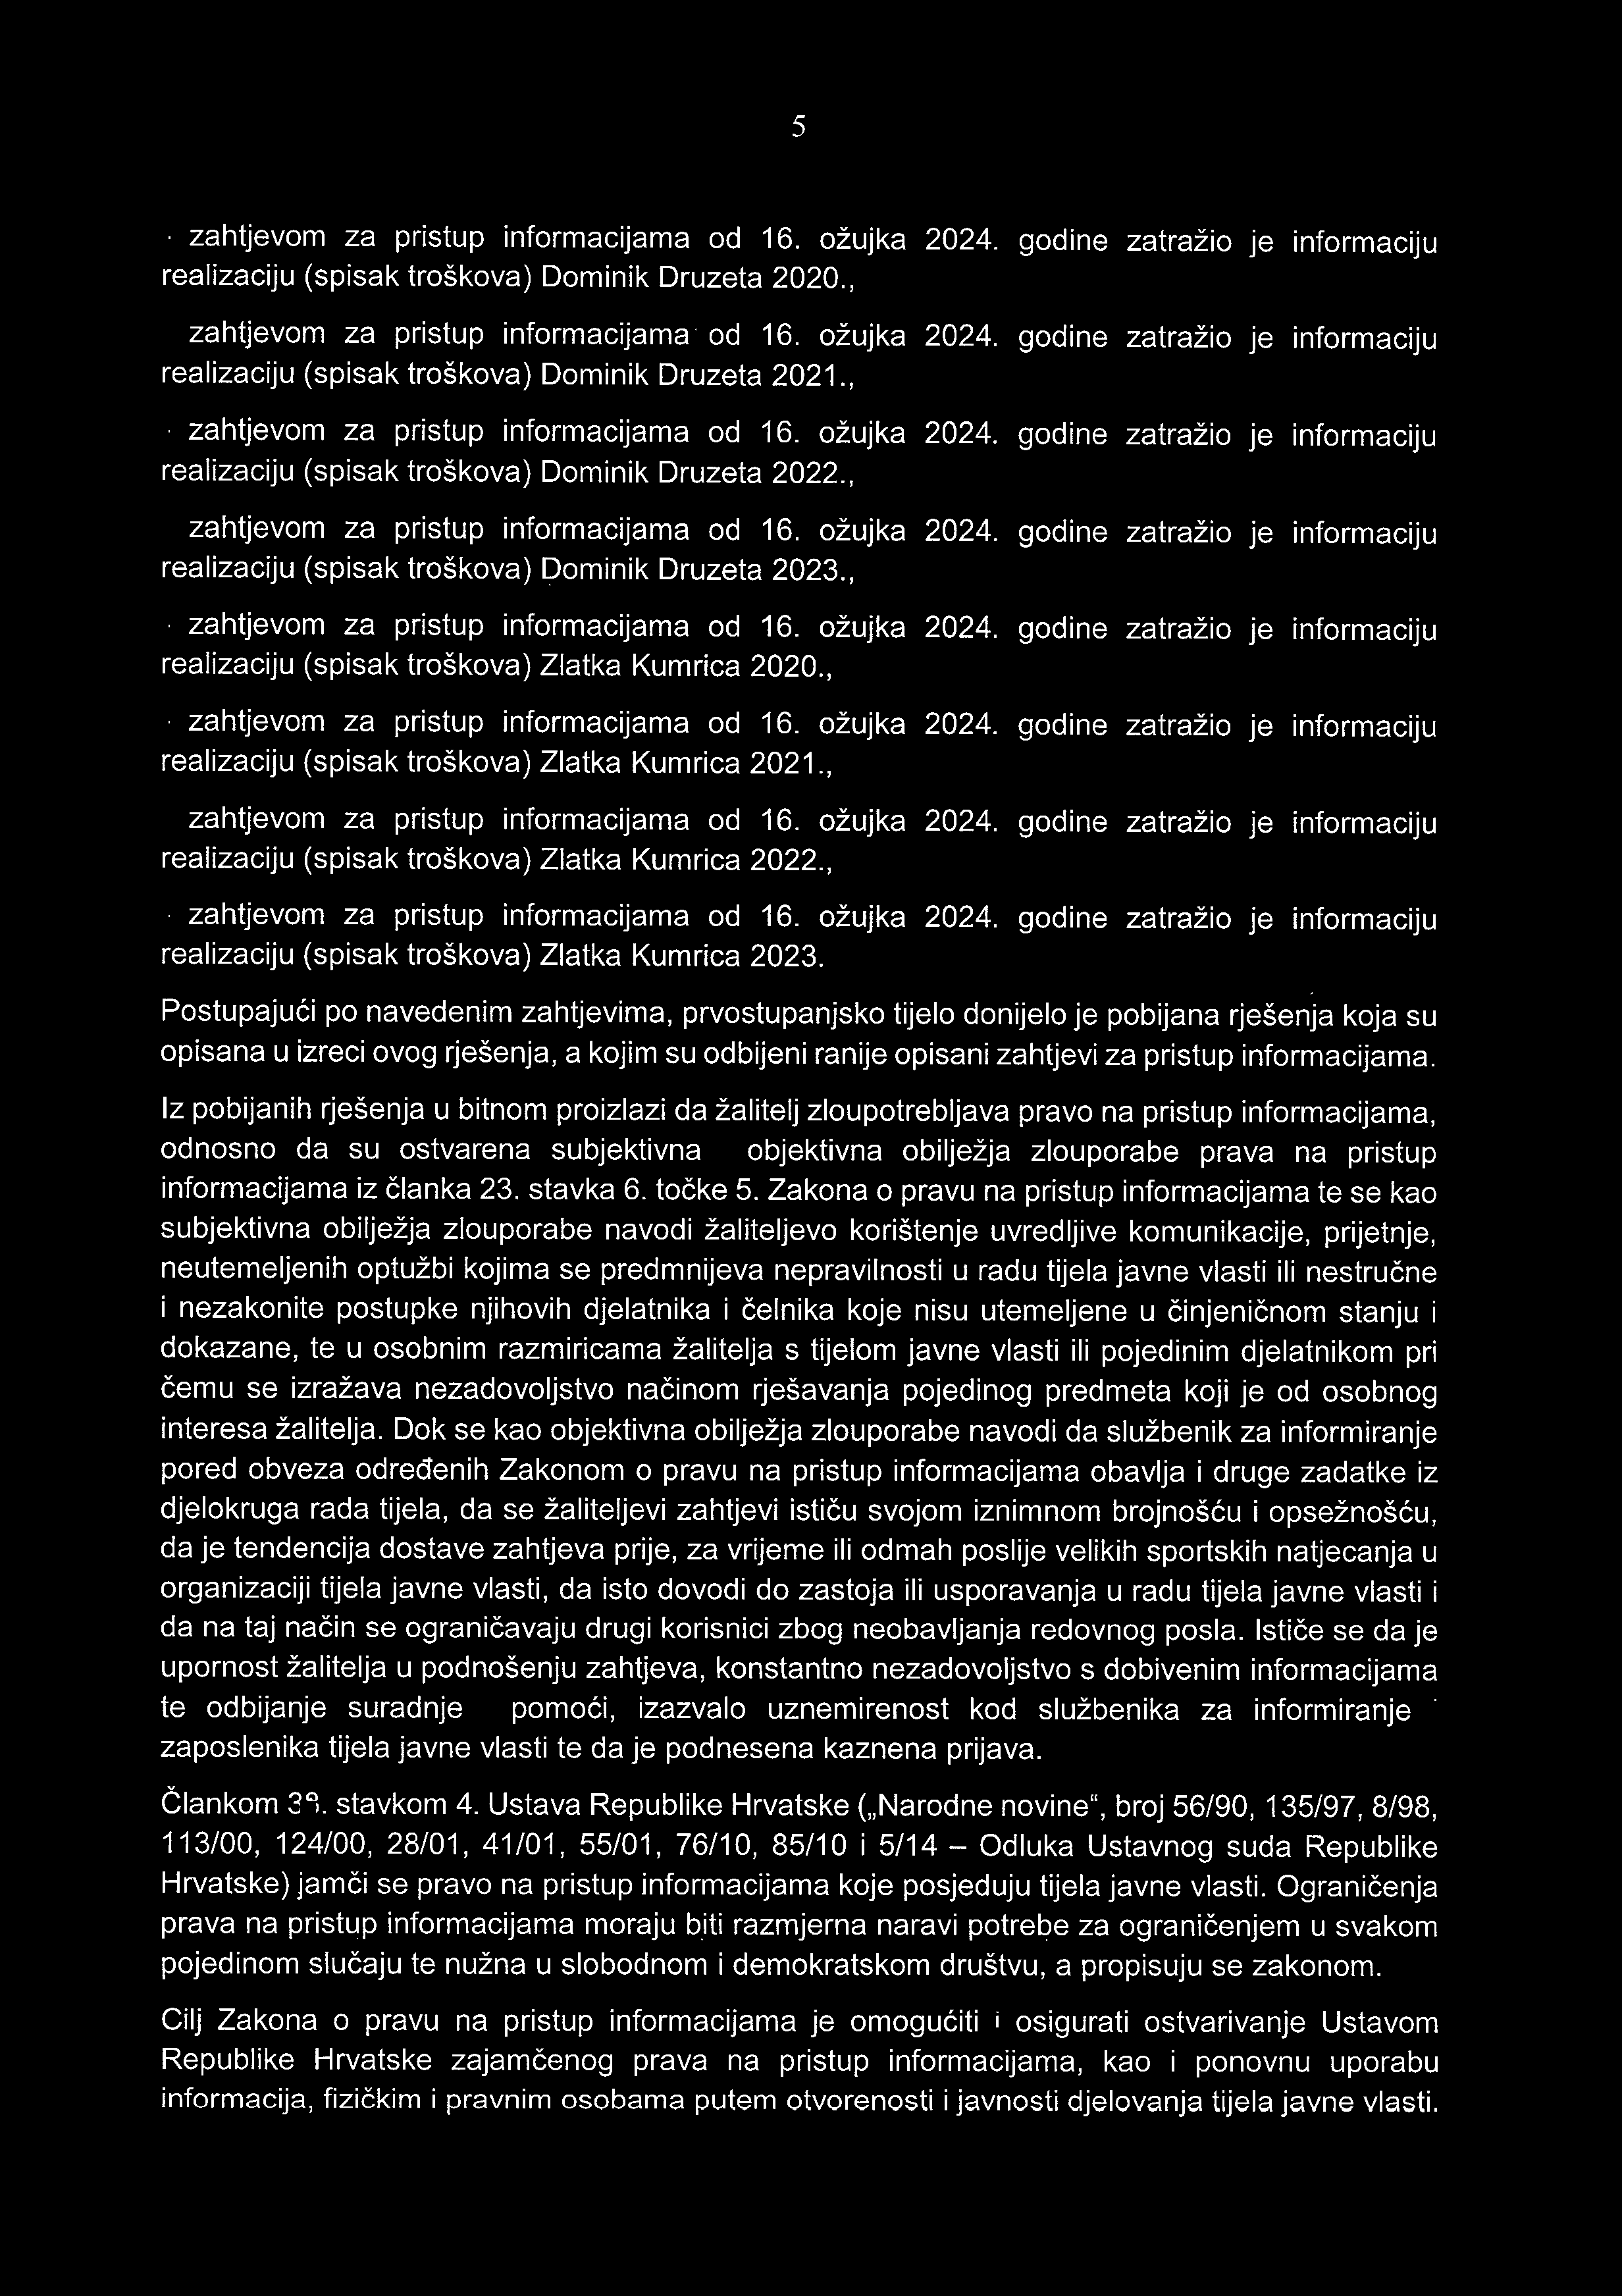 5
· zahtjevom za pristup informacijama od 16. ožujka 2024. godine zatražio je informaciju
realizaciju (spisak troškova) Dominik Druzeta 2020.,
zahtjevom za pristup informacijama od 16. ožujka 2024. godine zatražio je informaciju
realizaciju (spisak troškova) Dominik Druzeta 2021.,
· zahtjevom za pristup informacijama od 16. ožujka 2024. godine zatražio je informaciju
realizaciju (spisak troškova) Dominik Druzeta 2022.,
zahtjevom za pristup informacijama od 16. ožujka 2024. godine zatražio je informaciju
realizaciju (spisak troškova) Dominik Druzeta 2023.,
· zahtjevom za pristup informacijama od 16. ožujka 2024. godine zatražio je informaciju
realizaciju (spisak troškova) Zlatka Kumrica 2020.,
· zahtjevom za pristup informacijama od 16. ožujka 2024. godine zatražio je informaciju
realizaciju (spisak troškova) Zlatka Kumrica 2021.,
zahtjevom za pristup informacijama od 16. ožujka 2024. godine zatražio je informaciju
realizaciju (spisak troškova) Zlatka Kumrica 2022.,
· zahtjevom za pristup informacijama od 16. ožujka 2024. godine zatražio je informaciju
realizaciju (spisak troškova) Zlatka Kumrica 2023.
Postupajući po navedenim zahtjevima, prvostupanjsko tijelo donijelo je pobijana rješenja koja su
opisana u izreci ovog rješenja, a kojim su odbijeni ranije opisani zahtjevi za pristup informacijama.
Iz pobijanih rješenja u bitnom proizlazi da žalitelj zloupotrebljava pravo na pristup informacijama,
odnosno da su ostvarena subjektivna objektivna obilježja zlouporabe prava na pristup
informacijama iz članka 23. stavka 6. točke 5. Zakona o pravu na pristup informacijama te se kao
subjektivna obilježja zlouporabe navodi žaliteljevo korištenje uvredljive komunikacije, prijetnje,
neutemeljenih optužbi kojima se predmnijeva nepravilnosti u radu tijela javne vlasti ili nestručne
i nezakonite postupke njihovih djelatnika i čelnika koje nisu utemeljene u činjeničnom stanju i
dokazane, te u osobnim razmiricama žalitelja s tijelom javne vlasti ili pojedinim djelatnikom pri
čemu se izražava nezadovoljstvo načinom rješavanja pojedinog predmeta koji je od osobnog
interesa žalitelja. Dok se kao objektivna obilježja zlouporabe navodi da službenik za informiranje
pored obveza određenih Zakonom o pravu na pristup informacijama obavlja i druge zadatke iz
djelokruga rada tijela, da se žaliteljevi zahtjevi ističu svojom iznimnom brojnošću i opsežnošću,
da je tendencija dostave zahtjeva prije, za vrijeme ili odmah poslije velikih sportskih natjecanja u
organizaciji tijela javne vlasti, da isto dovodi do zastoja ili usporavanja u radu tijela javne vlasti i
da na taj način se ograničavaju drugi korisnici zbog neobavljanja redovnog posla. Ističe se da je
upornost žalitelja u podnošenju zahtjeva, konstantno nezadovoljstvo s dobivenim informacijama
te odbijanje suradnje pomoći, izazvalo uznemirenost kod službenika za informiranje
zaposlenika tijela javne vlasti te da je podnesena kaznena prijava.
Člankom stavkom 4. Ustava Republike Hrvatske („Narodne novine“, broj 56/90, 135/97, 8/98,
113/00, 124/00, 28/01, 41/01, 55/01, 76/10, 85/10 i 5/14 – Odluka Ustavnog suda Republike
Hrvatske) jamči se pravo na pristup informacijama koje posjeduju tijela javne vlasti. Ograničenja
prava na pristup informacijama moraju biti razmjerna naravi potrebe za ograničenjem u svakom
pojedinom slučaju te nužna u slobodnom i demokratskom društvu, a propisuju se zakonom.
Cilj Zakona o pravu na pristup informacijama je omogućiti i osigurati ostvarivanje Ustavom
Republike Hrvatske zajamčenog prava na pristup informacijama, kao i ponovnu uporabu
informacija, fizičkim i pravnim osobama putem otvorenosti i javnosti djelovanja tijela javne vlasti.